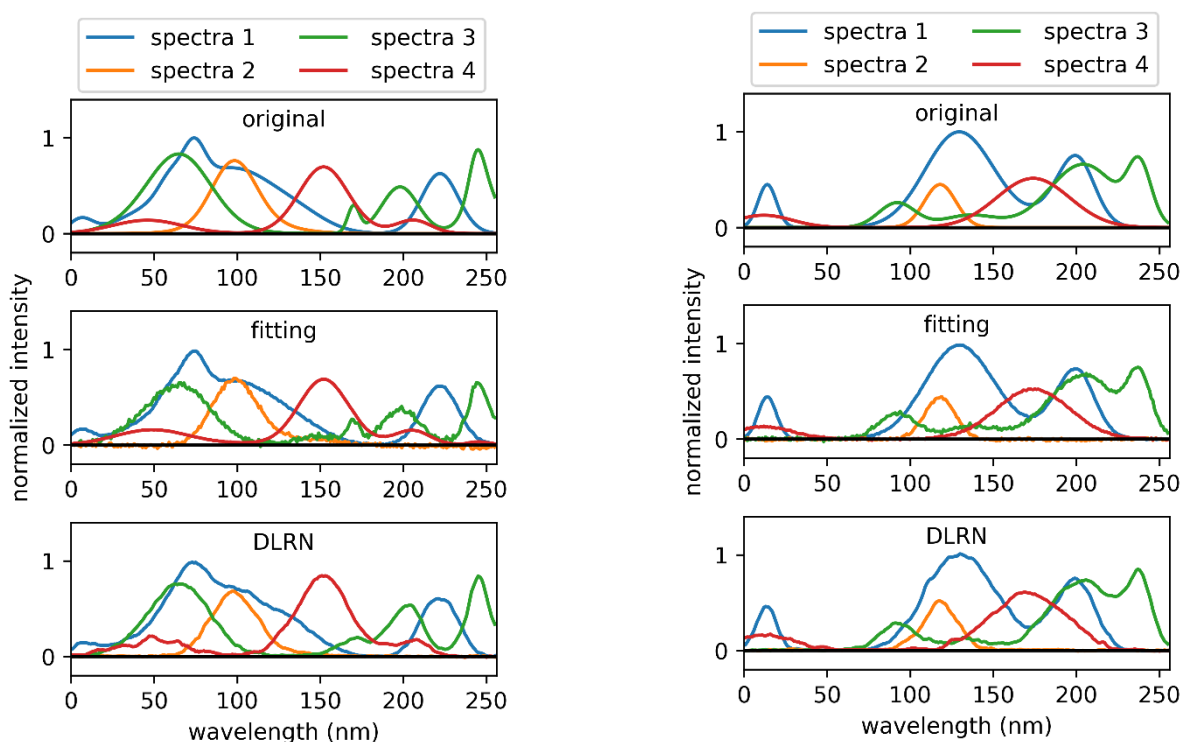 spectra 1 spectra 3
spectra 2 spectra 4
original
1
0
0 50 100 150 200 250
fitting
1
0
0 50 100 150 200 250
DLRN
1
0
0 50 100 150 200 250
normalized intensity
wavelength (nm)
spectra 1 spectra 3
spectra 2 spectra 4
original
1
0
0 50 100 150 200 250
fitting
1
0
0 50 100 150 200 250
DLRN
1
0
0 50 100 150 200 250
normalized intensity
wavelength (nm)